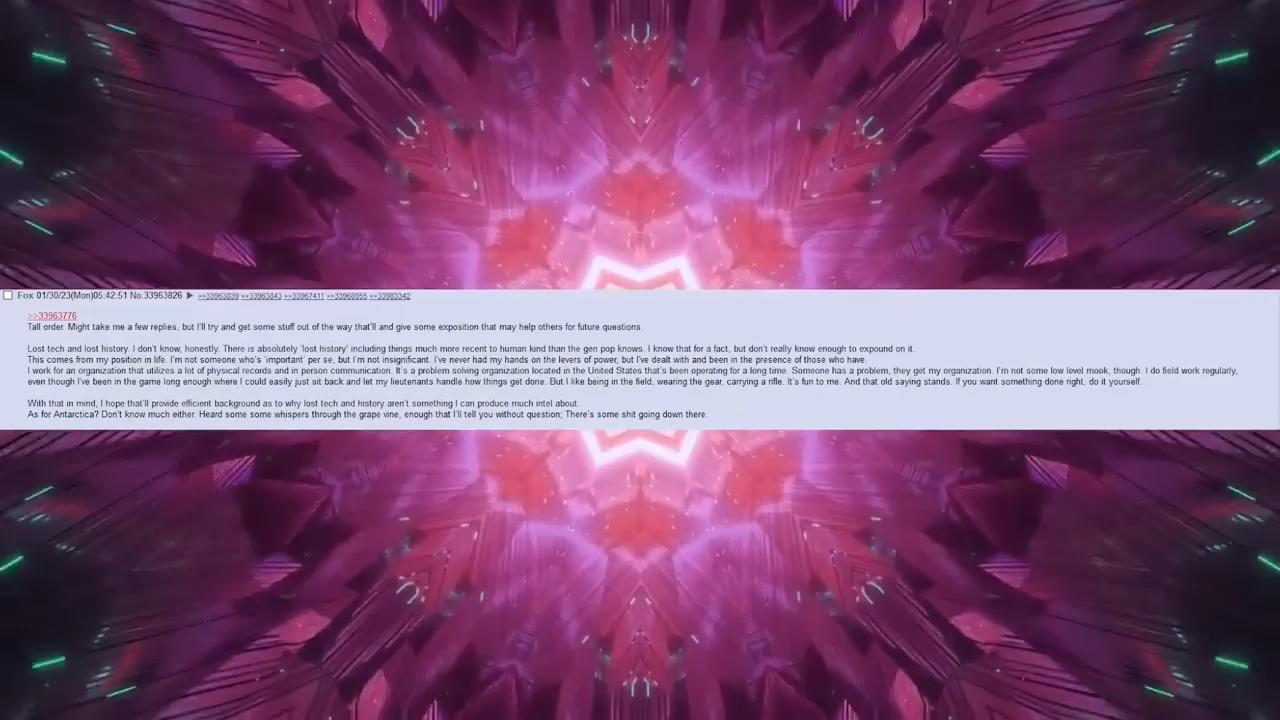 Fox 01/30/23(Mon)05:42:51 No.33963826 ▶ >>33963839 >>33963843 >>33967411 >>33968955 >>33983342
>>33963776
Tall order. Might take me a few replies, but I'll try and get some stuff out of the way that'll and give some exposition that may help others for future questions.
Lost tech and lost history. I don't know, honestly. There is absolutely 'lost history' including things much more recent to human kind than the gen pop knows. I know that for a fact, but don't really know enough to expound on it.
This comes from my position in life. I'm not someone who's 'important' per se, but I'm not insignificant. I've never had my hands on the levers of power, but I've dealt with and been in the presence of those who have.
I work for an organization that utilizes a lot of physical records and in person communication. It's a problem solving organization located in the United States that's been operating for a long time. Someone has a problem, they get my organization. I'm not some low level mook, though. I do field work regularly,
even though I've been in the game long enough where I could easily just sit back and let my lieutenants handle how things get done. But I like being in the field, wearing the gear, carrying a rifle. It's fun to me. And that old saying stands. If you want something done right, do it yourself.
With that in mind, I hope that'll provide efficient background as to why lost tech and history aren't something I can produce much intel about.
As for Antarctica? Don't know much either. Heard some some whispers through the grape vine, enough that I'll tell you without question; There's some shit going down there.